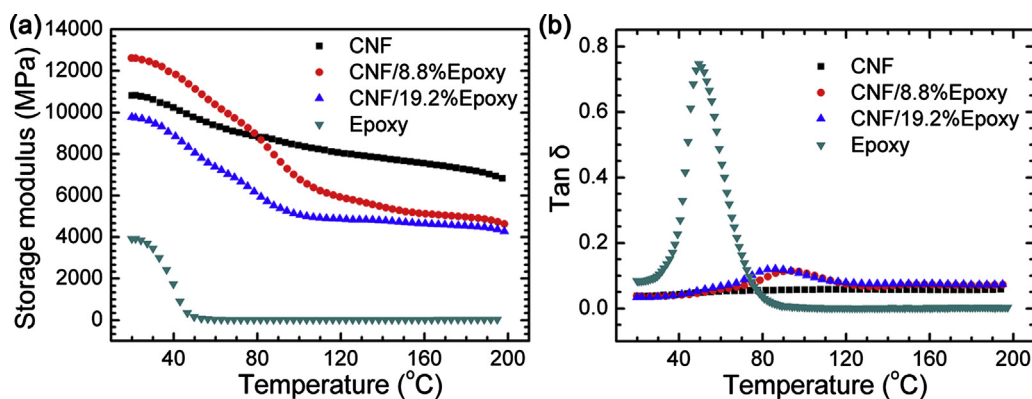 (a)
14000
12000
10000
8000
6000
4000
2000
0
Storage modulus (MPa)
CNF
CNF/8.8%Epoxy
CNF/19.2%Epoxy
Epoxy
40 80 120 160 200
Temperature (°C)
(b)
0.8
0.6
0.4
0.2
0.0
Tan δ
CNF
CNF/8.8%Epoxy
CNF/19.2%Epoxy
Epoxy
40 80 120 160 200
Temperature (°C)